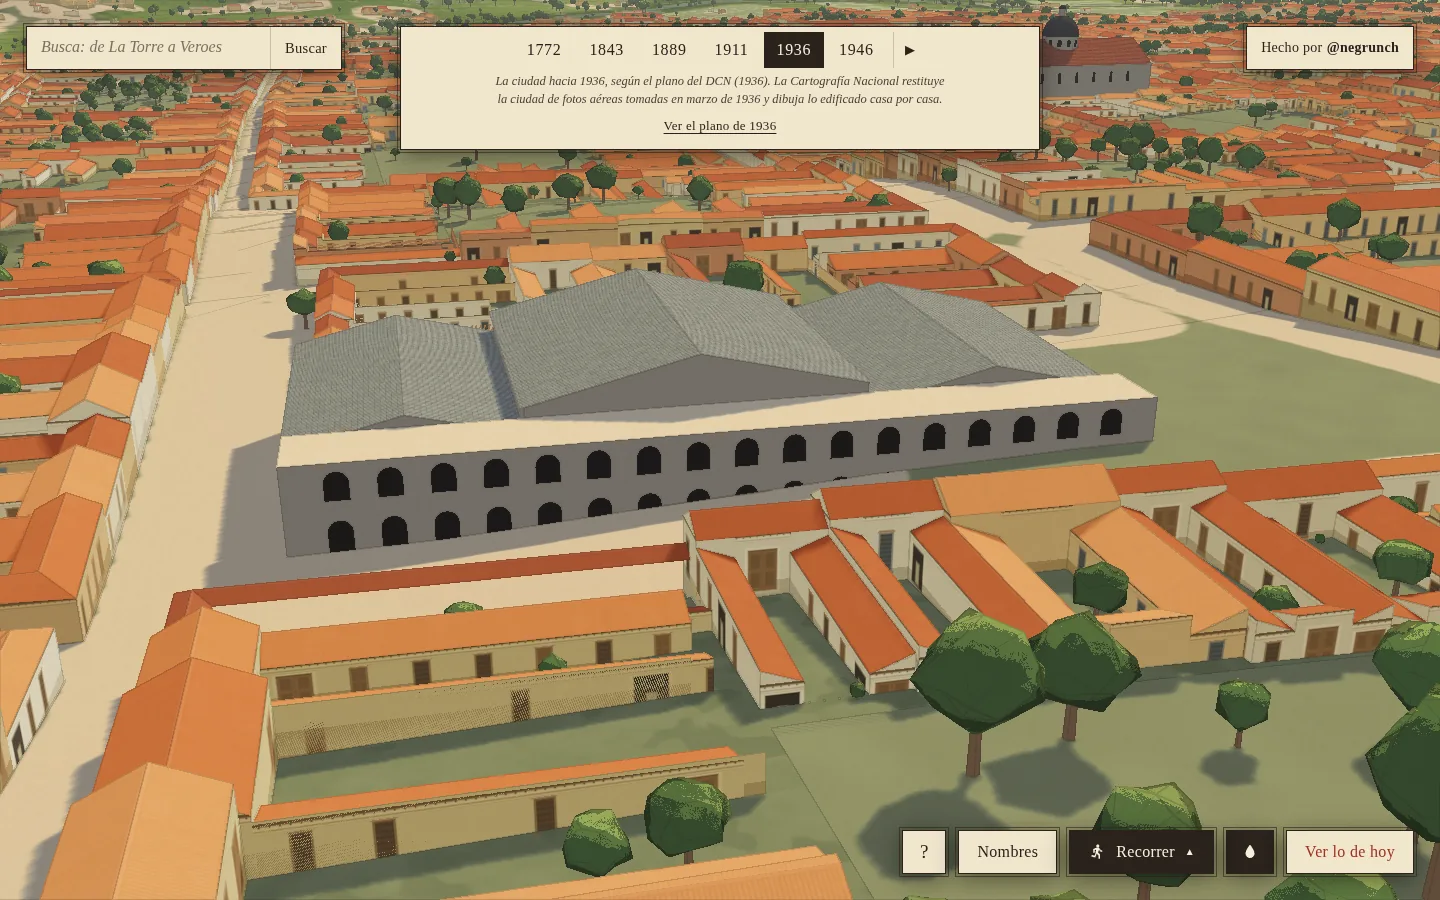 Busca: de La Torre a Veroes
Buscar
1772 1843 1889 1911 1936 1946 ▶
La ciudad hacia 1936, según el plano del DCN (1936). La Cartografía Nacional restituye
la ciudad de fotos aéreas tomadas en marzo de 1936 y dibuja lo edificado casa por casa.
Ver el plano de 1936
Hecho por @negrunch
?
Nombres
Recorrer ▲
Ver lo de hoy